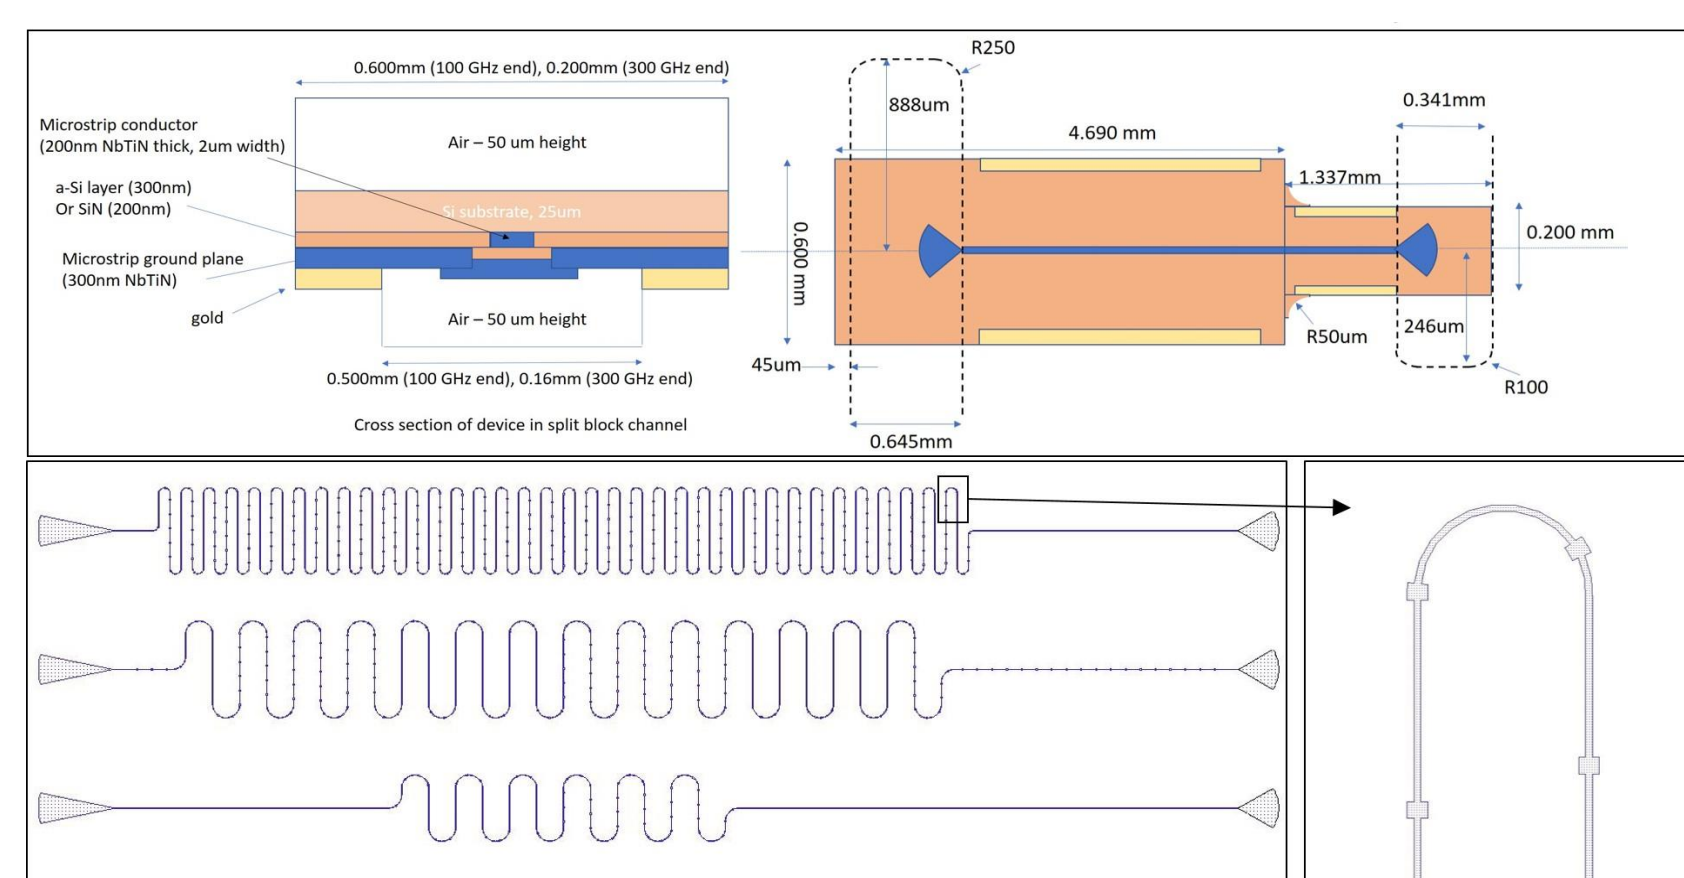 0.600mm (100 GHz end), 0.200mm (300 GHz end)
Microstrip conductor
(200nm NbTiN thick, 2um width)
Air – 50 um height
a-Si layer (300nm)
Or SiN (200nm)
Si substrate, 25um
Microstrip ground plane
(300nm NbTiN)
gold
Air – 50 um height
0.500mm (100 GHz end), 0.16mm (300 GHz end)
Cross section of device in split block channel
R250
888um
0.341mm
4.690 mm
1.337mm
0.600 mm
0.200 mm
246um
R50um
45um
R100
0.645mm